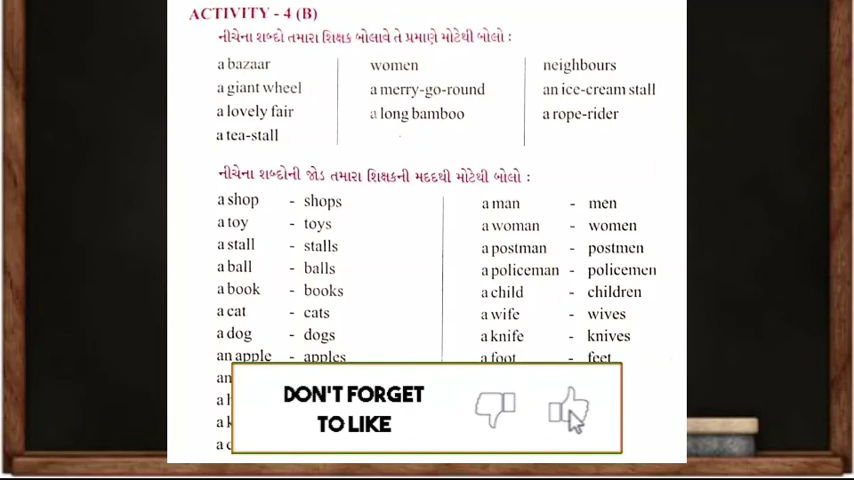 ACTIVITY - 4 (B)
નીચેના શબ્દો તમારા શિક્ષક બોલાવે તે પ્રમાણે મોટેથી બોલો :
a bazaar
a giant wheel
a lovely fair
a tea-stall
women
a merry-go-round
a long bamboo
neighbours
an ice-cream stall
a rope-rider
નીચેના શબ્દોની જોડ તમારા શિક્ષકની મદદથી મોટેથી બોલો :
a shop - shops
a toy - toys
a stall - stalls
a ball - balls
a book - books
a cat - cats
a dog - dogs
an apple - apples
an
a
a
a
a man - men
a woman - women
a postman - postmen
a policeman - policemen
a child - children
a wife - wives
a knife - knives
a foot - feet
DON'T FORGET
TO LIKE